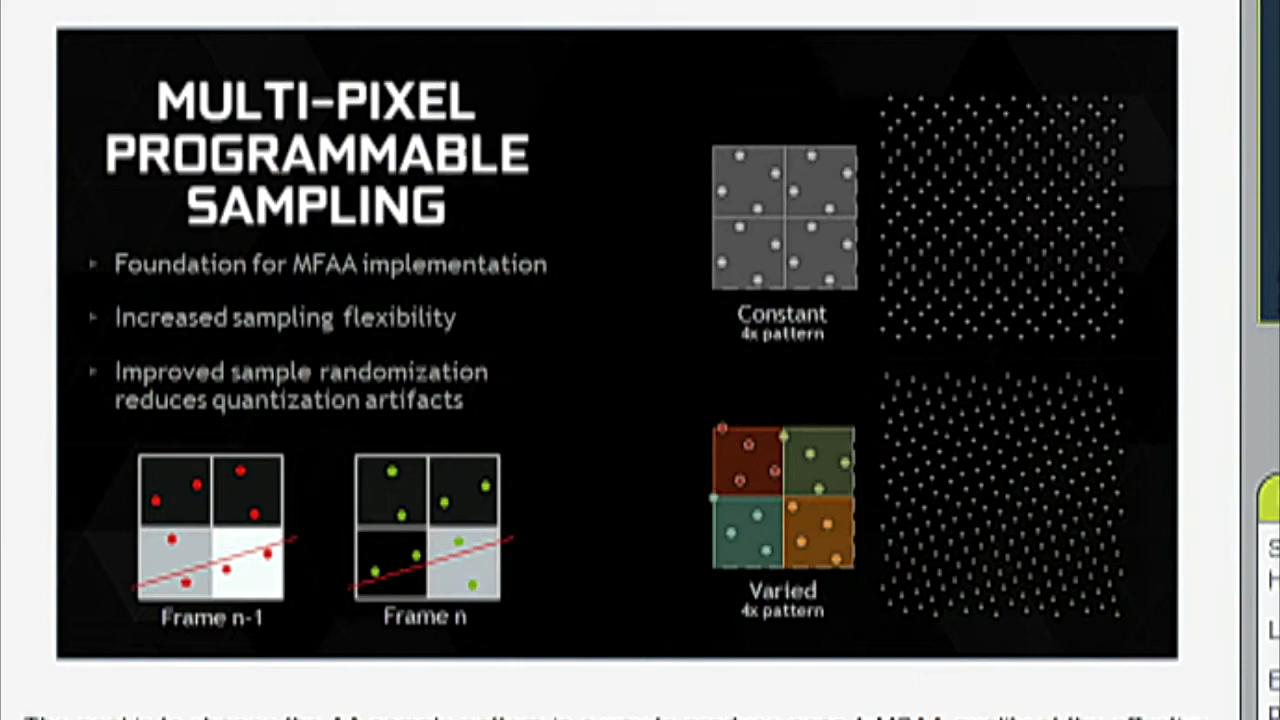 MULTI-PIXEL
PROGRAMMABLE
SAMPLING
Foundation for MFAA implementation
Increased sampling flexibility
Improved sample randomization
reduces quantization artifacts
Frame n-1
Frame n
Constant
4x pattern
Varied
4x pattern